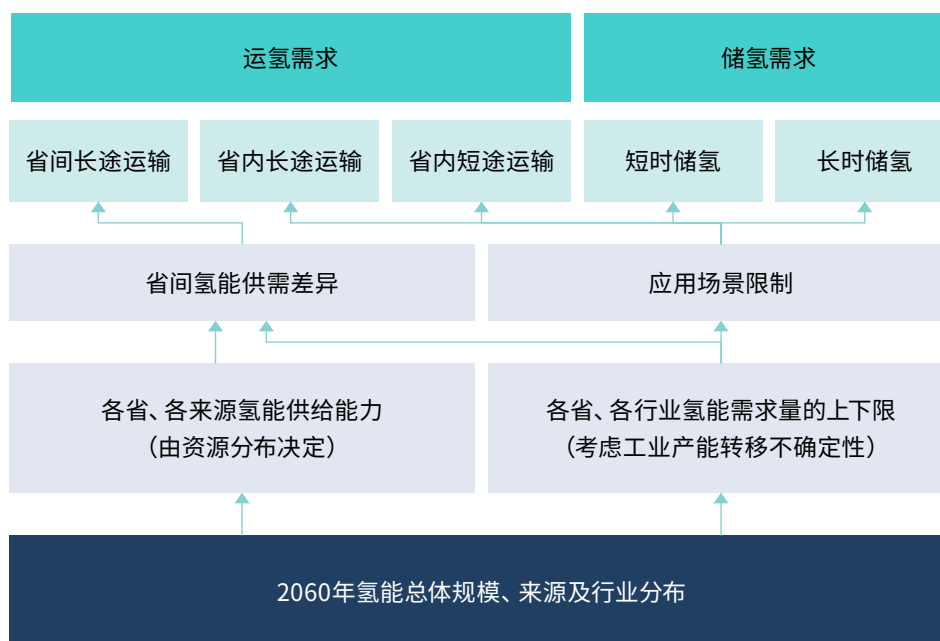 运氢需求
储氢需求
省间长途运输
省内长途运输
省内短途运输
短时储氢
长时储氢
省间氢能供需差异
应用场景限制
各省、各来源氢能供给能力
（由资源分布决定）
各省、各行业氢能需求量的上下限
（考虑工业产能转移不确定性）
2060年氢能总体规模、来源及行业分布